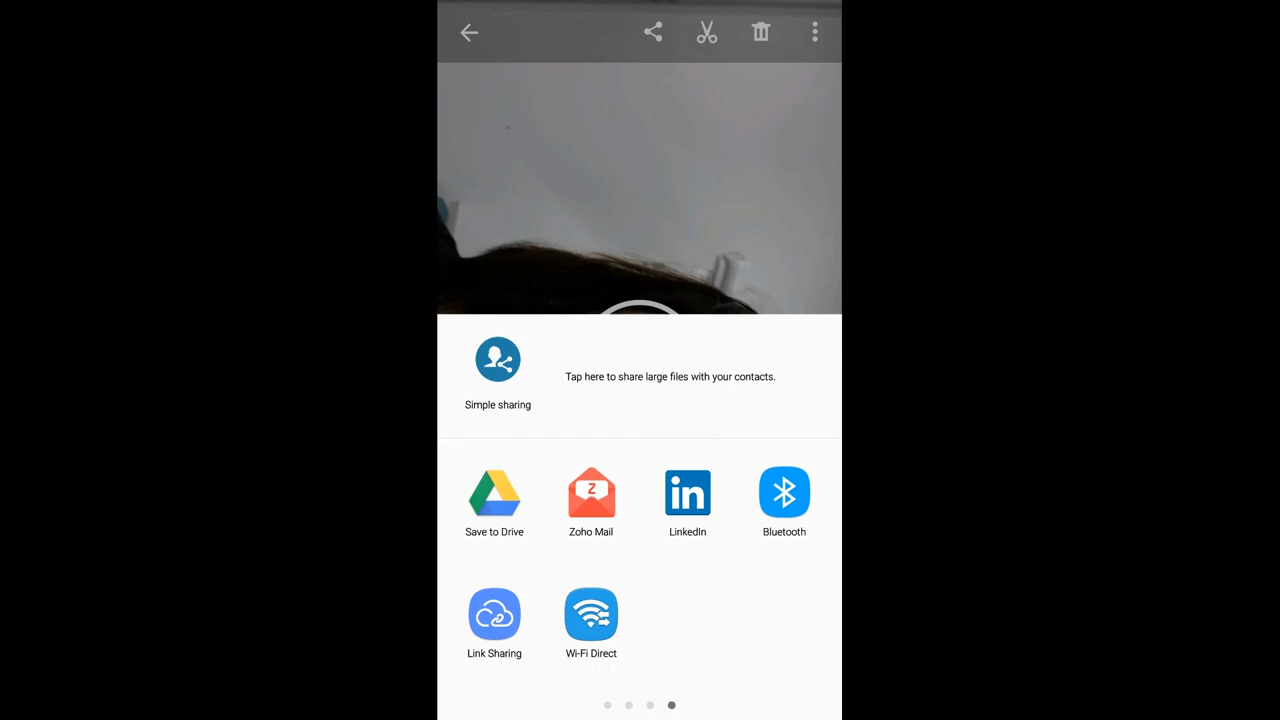 Tap here to share large files with your contacts.
Simple sharing
Z
in
Save to Drive
Zoho Mail
LinkedIn
Bluetooth
Link Sharing
Wi-Fi Direct